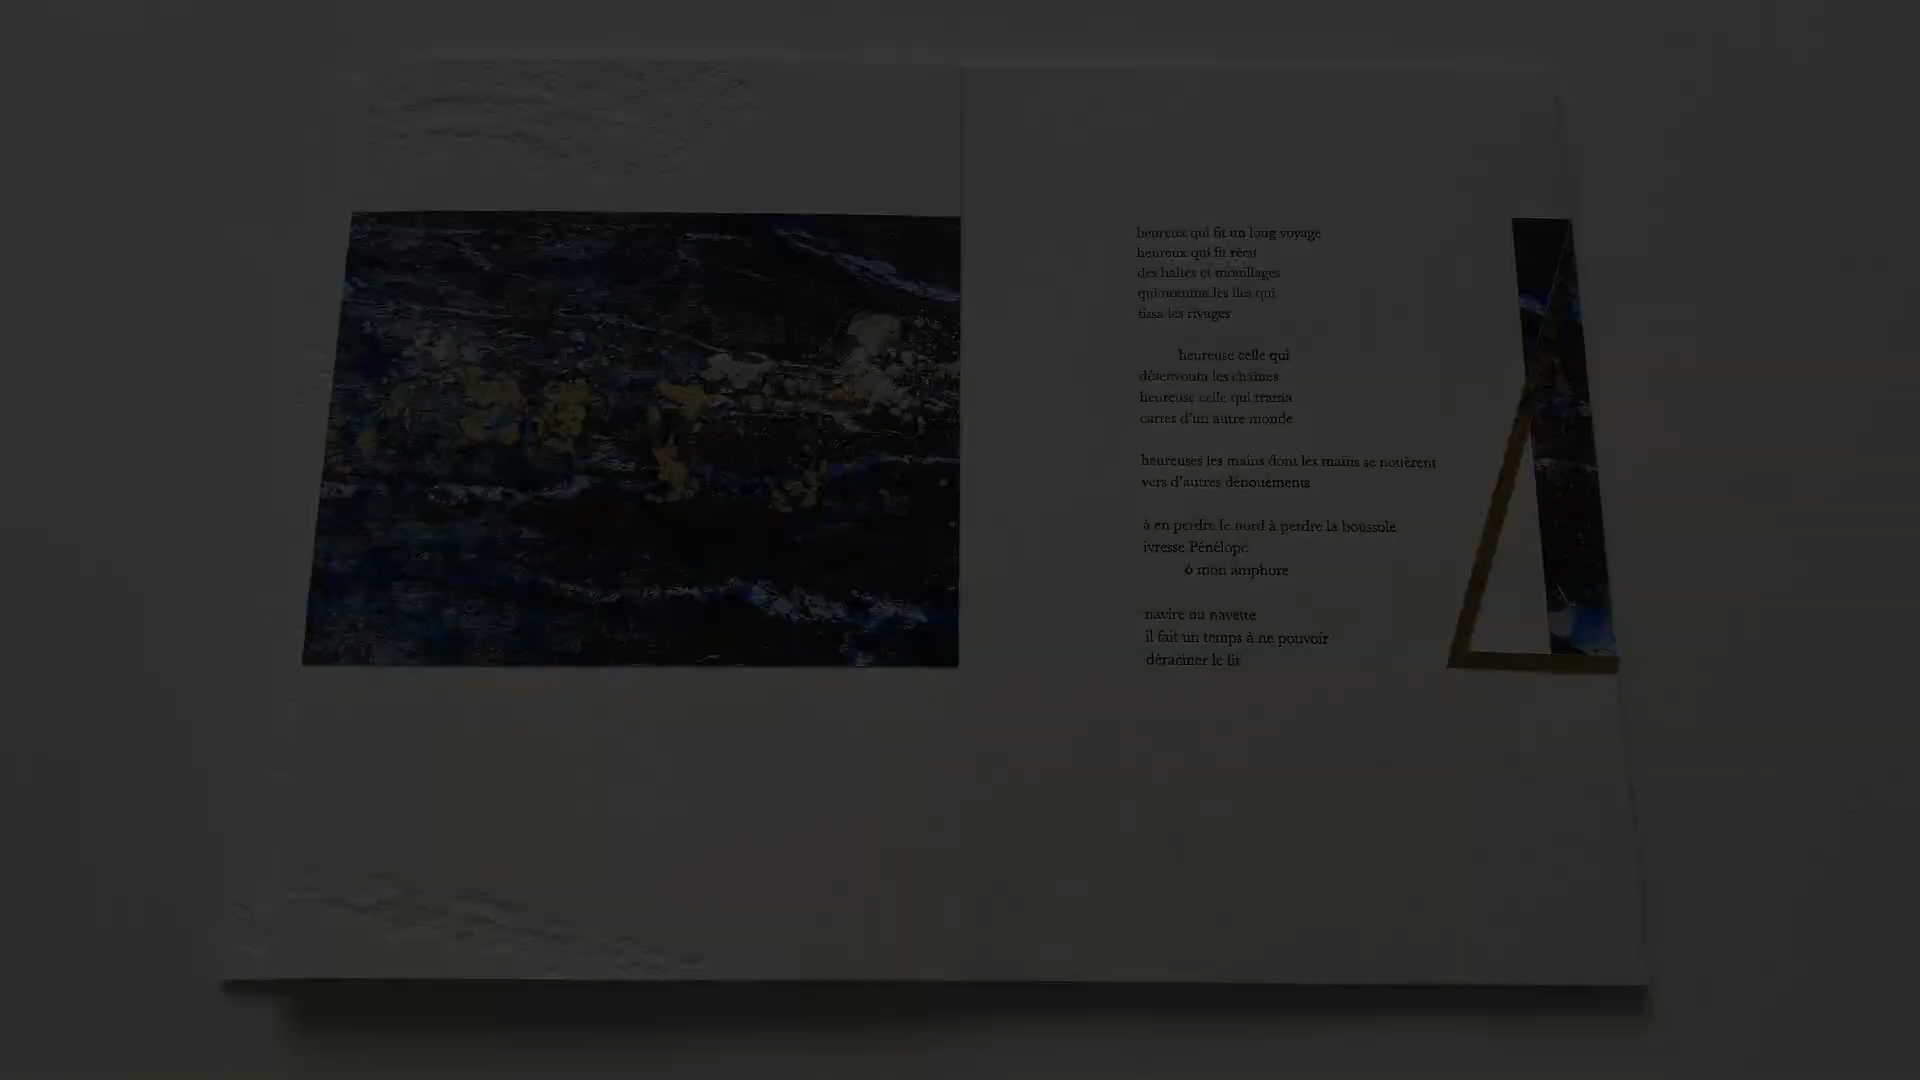 heureux qui fit un long voyage
heureux qui fit récit
des haltes et mouillages
qui nomma les îles qui
tissa les rivages
heureuse celle qui
désenvouta les chaînes
heureuse celle qui trama
cartes d'un autre monde
heureuses les mains dont les mains se nouèrent
vers d'autres dénouements
à en perdre le nord à perdre la boussole
ivresse Pénélope
ô mon amphore
navire ou navette
il fait un temps à ne pouvoir
déraciner le lit